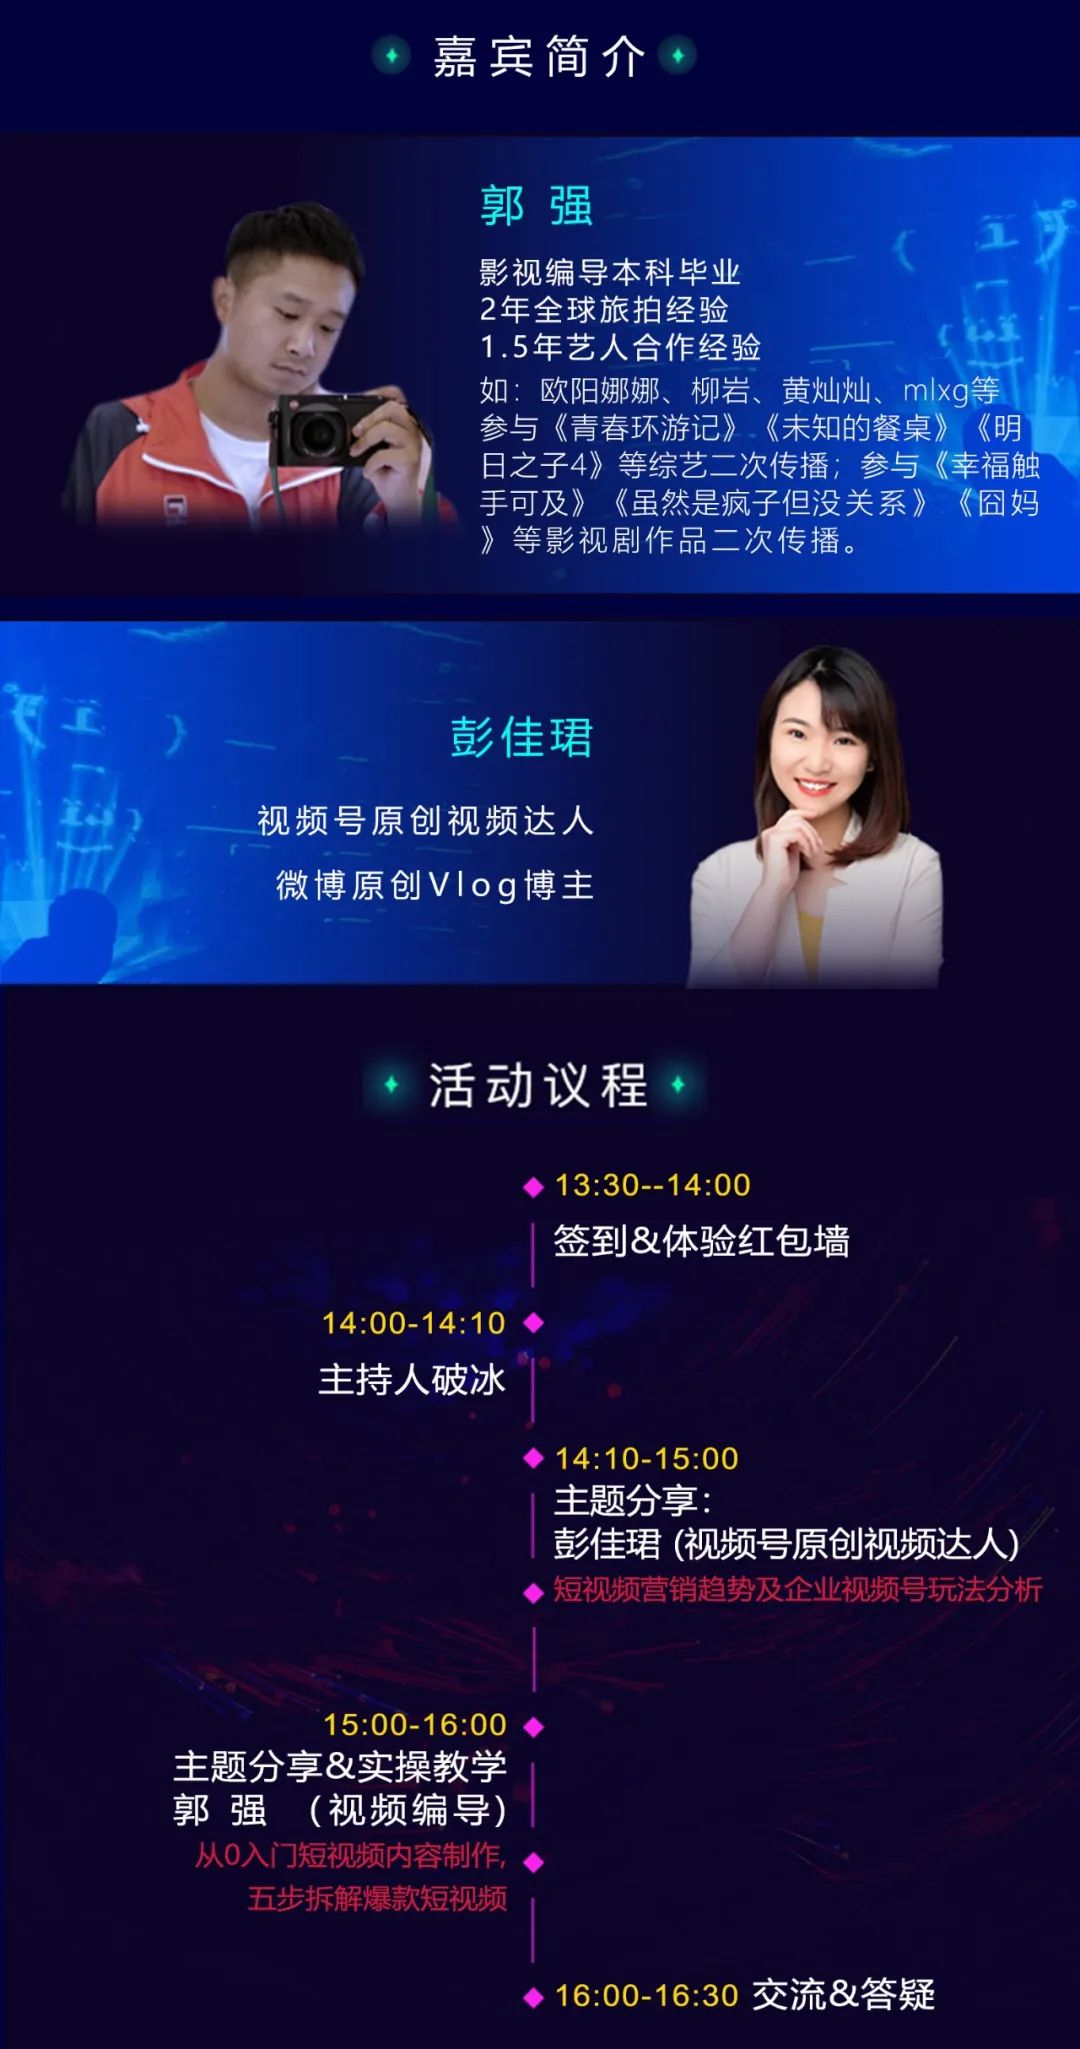 嘉宾简介
郭 强
影视编导本科毕业
2年全球旅拍经验
1.5年艺人合作经验
如：欧阳娜娜、柳岩、黄灿灿、mlxg等
参与《青春环游记》《未知的餐桌》《明
日之子4》等综艺二次传播；参与《幸福触
手可及》《虽然是疯子但没关系》《囧妈
》等影视剧作品二次传播。
彭佳珺
视频号原创视频达人
微博原创Vlog博主
活动议程
13:30--14:00
签到&体验红包墙
14:00-14:10
主持人破冰
14:10-15:00
主题分享：
彭佳珺 (视频号原创视频达人)
短视频营销趋势及企业视频号玩法分析
15:00-16:00
主题分享&实操教学
郭 强 （视频编导)
从0入门短视频内容制作,
五步拆解爆款短视频
16:00-16:30 交流&答疑